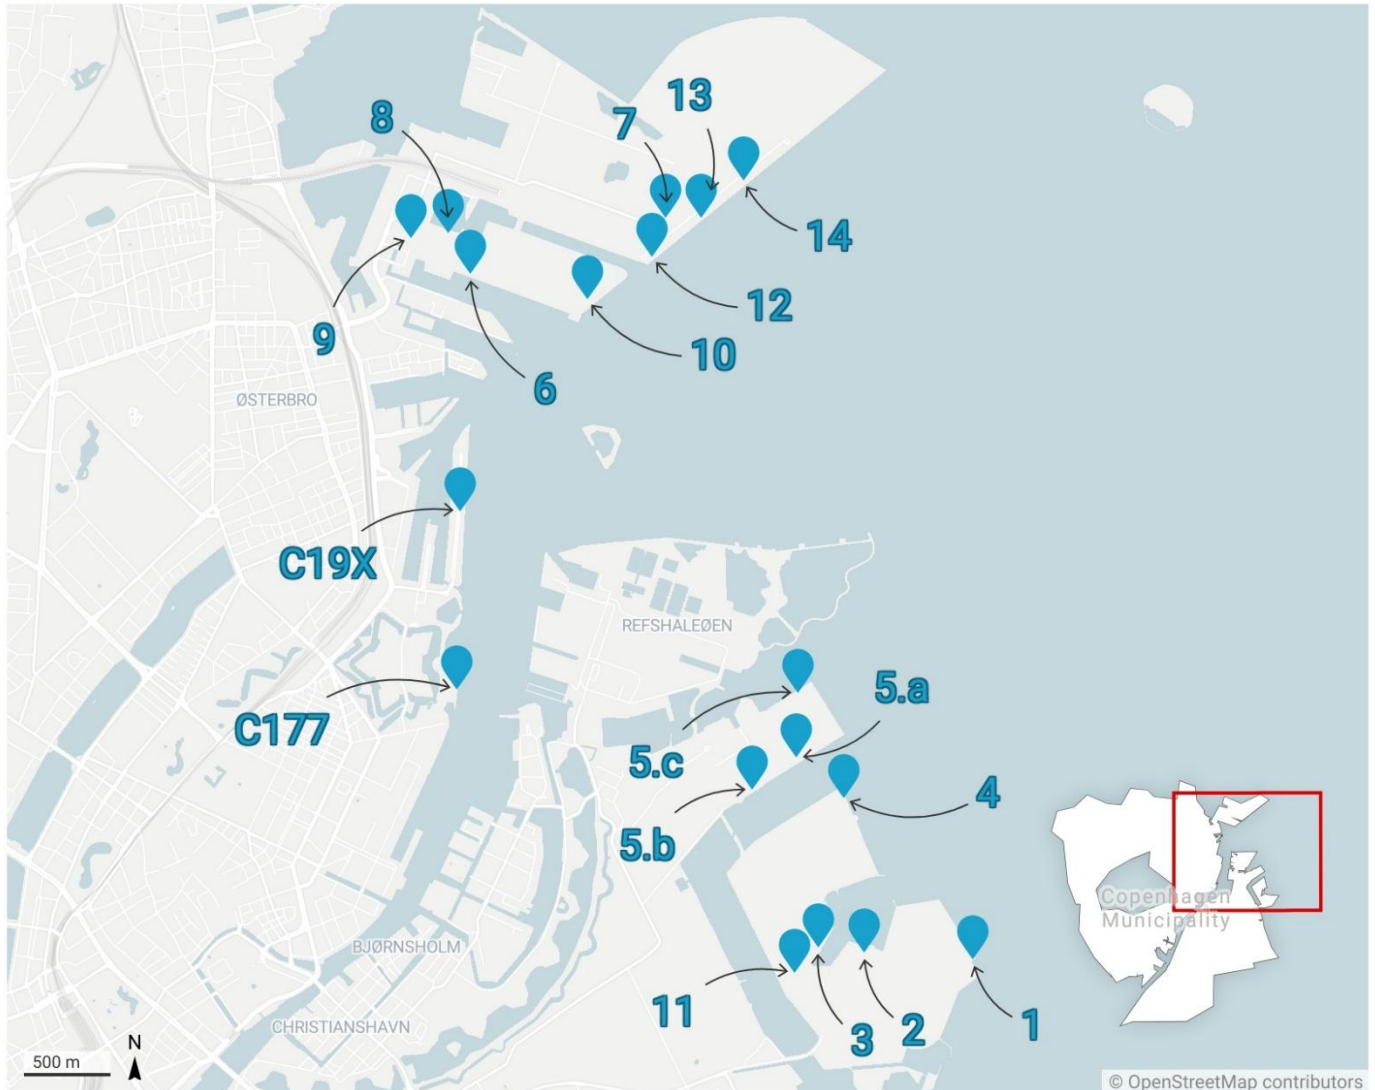 13
8
7
14
12
9
10
6
ØSTERBRO
C19X
REFSHALEØEN
5.a
C177
5.c
4
5.b
Copenhagen
Municipality
BJØRNSHOLM
11
3
2
1
CHRISTIANSHAVN
N
500 m
© OpenStreetMap contributors